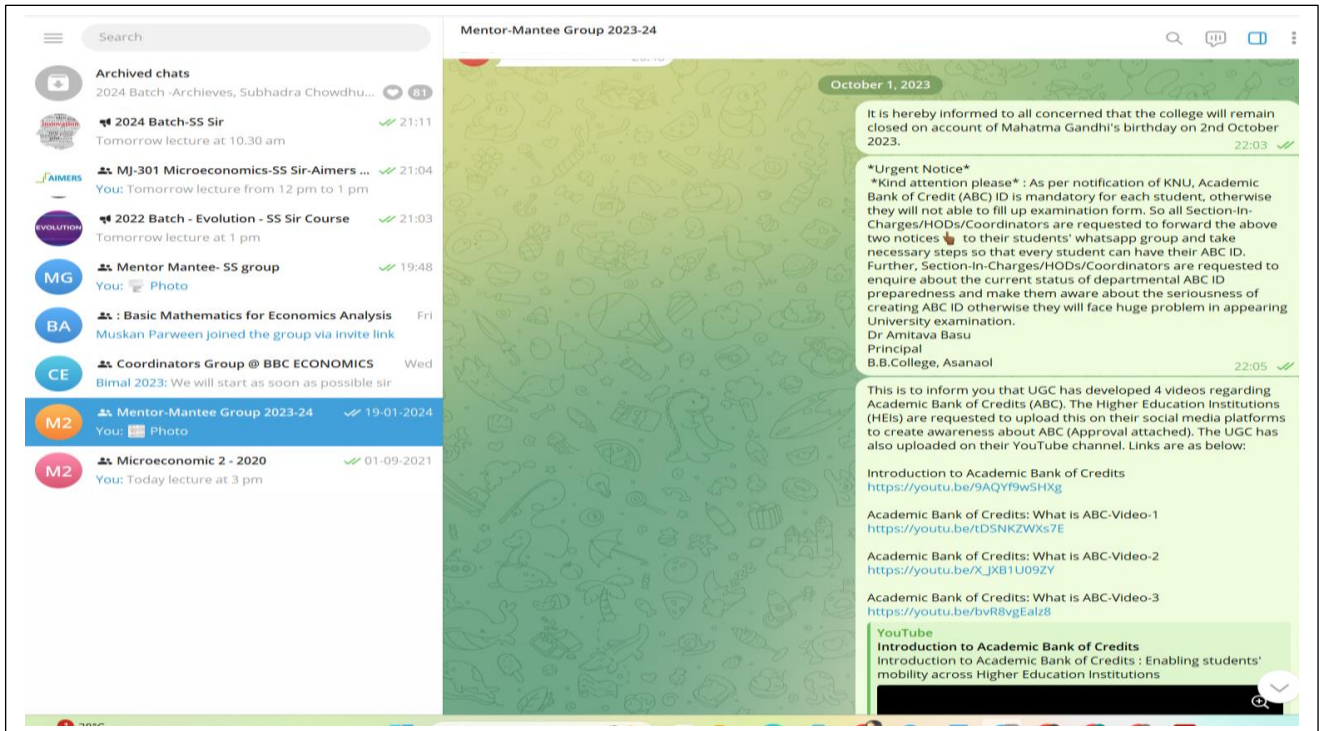 Search
Archived chats
2024 Batch -Archieves, Subhadra Chowdhu... 81
2024 Batch-SS Sir 21:11
Tomorrow lecture at 10.30 am
AIMERS
MJ-301 Microeconomics-SS Sir-Aimers ... 21:04
You: Tomorrow lecture from 12 pm to 1 pm
EVOLUTION
2022 Batch - Evolution - SS Sir Course 21:03
Tomorrow lecture at 1 pm
MG
Mentor Mantee- SS group 19:48
You: Photo
BA
: Basic Mathematics for Economics Analysis Fri
Muskan Parween joined the group via invite link
CE
Coordinators Group @ BBC ECONOMICS Wed
Bimal 2023: We will start as soon as possible sir
M2
Mentor-Mantee Group 2023-24 19-01-2024
You: Photo
M2
Microeconomic 2 - 2020 01-09-2021
You: Today lecture at 3 pm
Mentor-Mantee Group 2023-24
October 1, 2023
It is hereby informed to all concerned that the college will remain
closed on account of Mahatma Gandhi's birthday on 2nd October
2023. 22:03
*Urgent Notice*
*Kind attention please* : As per notification of KNU, Academic
Bank of Credit (ABC) ID is mandatory for each student, otherwise
they will not able to fill up examination form. So all Section-In-
Charges/HODs/Coordinators are requested to forward the above
two notices 👆 to their students' whatsapp group and take
necessary steps so that every student can have their ABC ID.
Further, Section-In-Charges/HODs/Coordinators are requested to
enquire about the current status of departmental ABC ID
preparedness and make them aware about the seriousness of
creating ABC ID otherwise they will face huge problem in appearing
University examination.
Dr Amitava Basu
Principal
B.B.College, Asanaol 22:05
This is to inform you that UGC has developed 4 videos regarding
Academic Bank of Credits (ABC). The Higher Education Institutions
(HEIs) are requested to upload this on their social media platforms
to create awareness about ABC (Approval attached). The UGC has
also uploaded on their YouTube channel. Links are as below:
Introduction to Academic Bank of Credits
https://youtu.be/9AQYf9wSHXg
Academic Bank of Credits: What is ABC-Video-1
https://youtu.be/tDSNKZWXs7E
Academic Bank of Credits: What is ABC-Video-2
https://youtu.be/X_JXB1U09ZY
Academic Bank of Credits: What is ABC-Video-3
https://youtu.be/bvR8vgEalz8
YouTube
Introduction to Academic Bank of Credits
Introduction to Academic Bank of Credits : Enabling students'
mobility across Higher Education Institutions